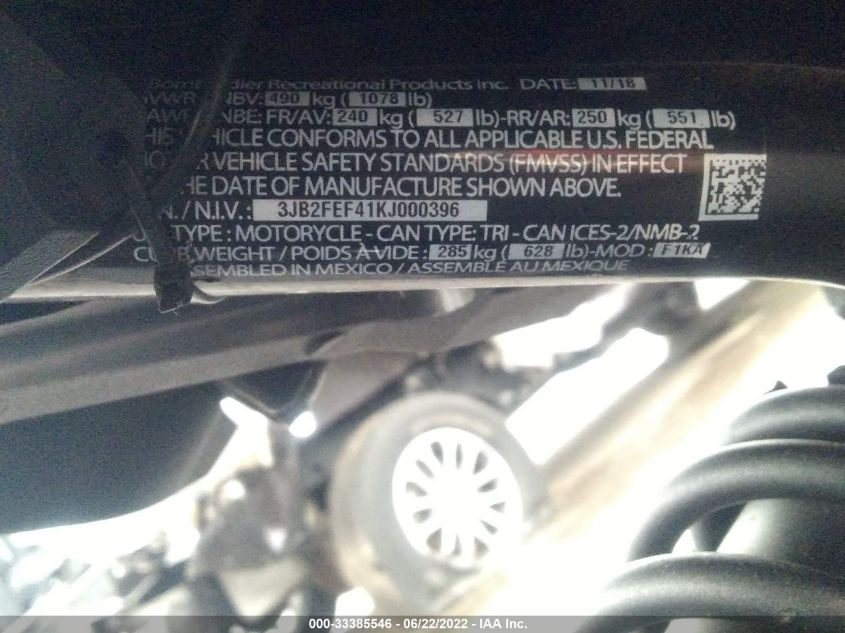 Recreational Products Inc. DATE: 11/18
NBV: 490 kg ( 1078 lb)
NBE: FR/AV: 240 kg ( 527 lb)-RR/AR: 250 kg ( 551 lb)
VEHICLE CONFORMS TO ALL APPLICABLE U.S. FEDERAL
VEHICLE SAFETY STANDARDS (FMVSS) IN EFFECT
THE DATE OF MANUFACTURE SHOWN ABOVE.
/ N.I.V. : 3JB2FEF41KJ000396
TYPE : MOTORCYCLE - CAN TYPE: TRI - CAN ICES-2/NMB-2
WEIGHT / POIDS À VIDE : 285 kg ( 628 lb)-MOD : F1KA
ASSEMBLED IN MEXICO / ASSEMBLÉ AU MEXIQUE
000-33385546 - 06/22/2022 - IAA Inc.